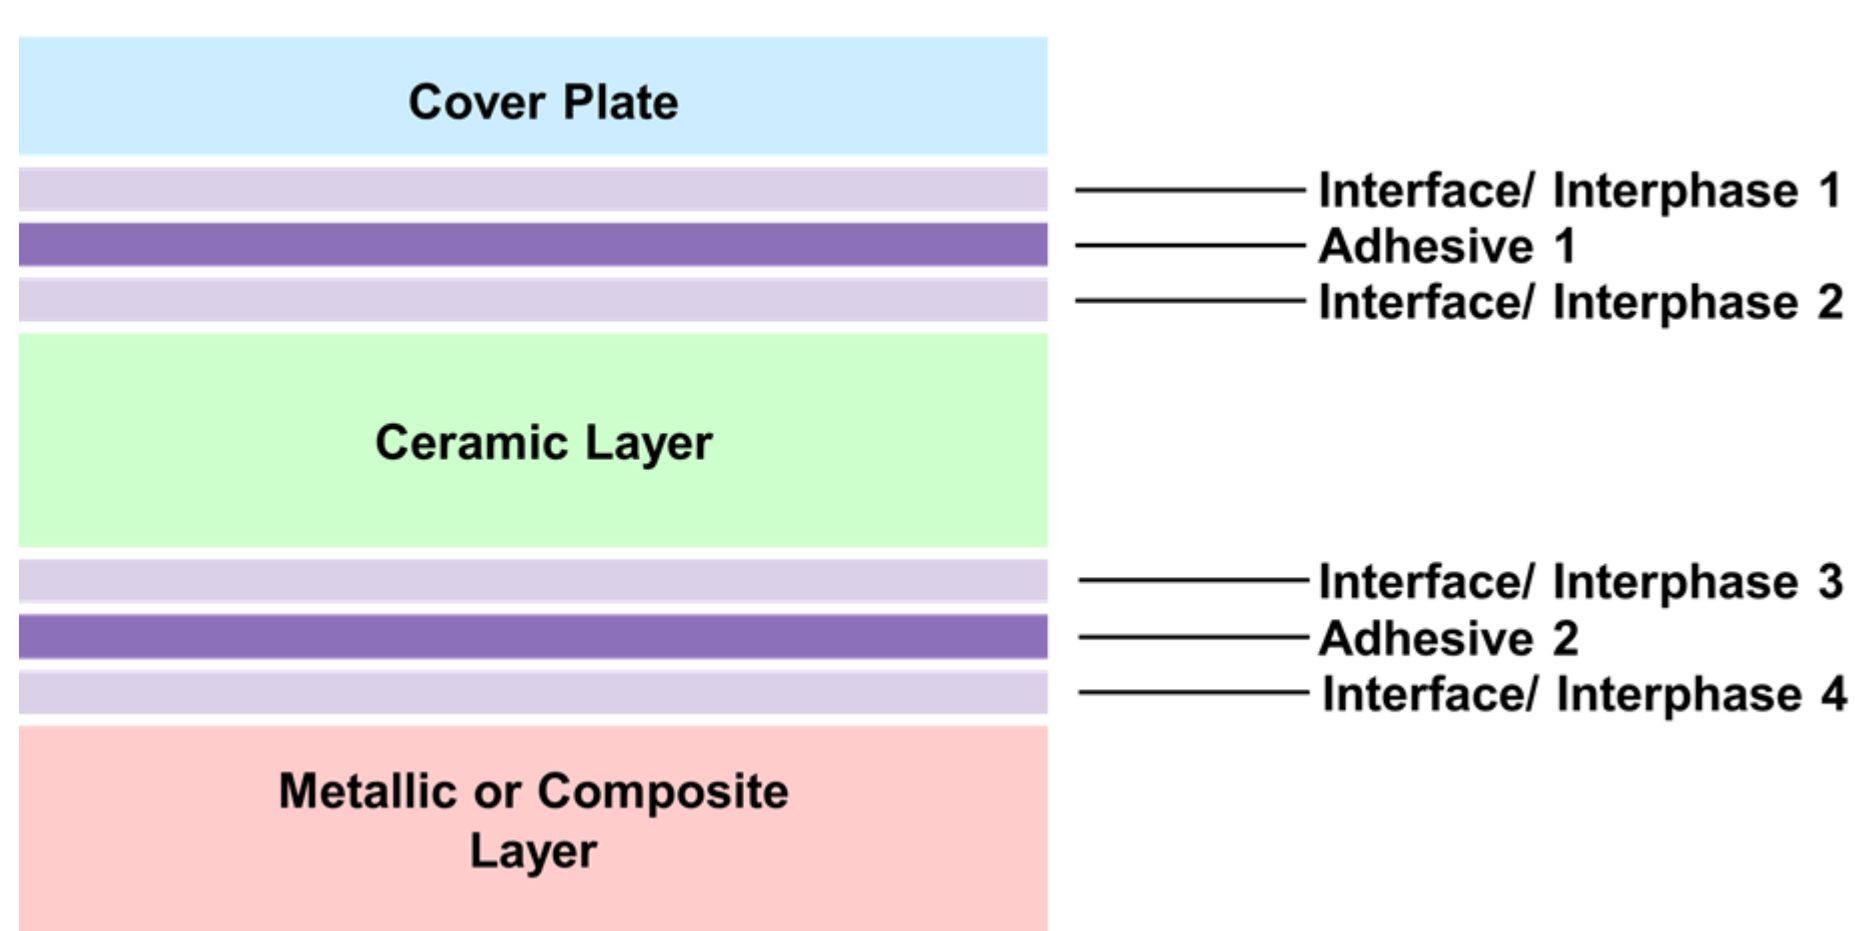 Cover Plate
Interface/ Interphase 1
Adhesive 1
Interface/ Interphase 2
Ceramic Layer
Interface/ Interphase 3
Adhesive 2
Interface/ Interphase 4
Metallic or Composite
Layer